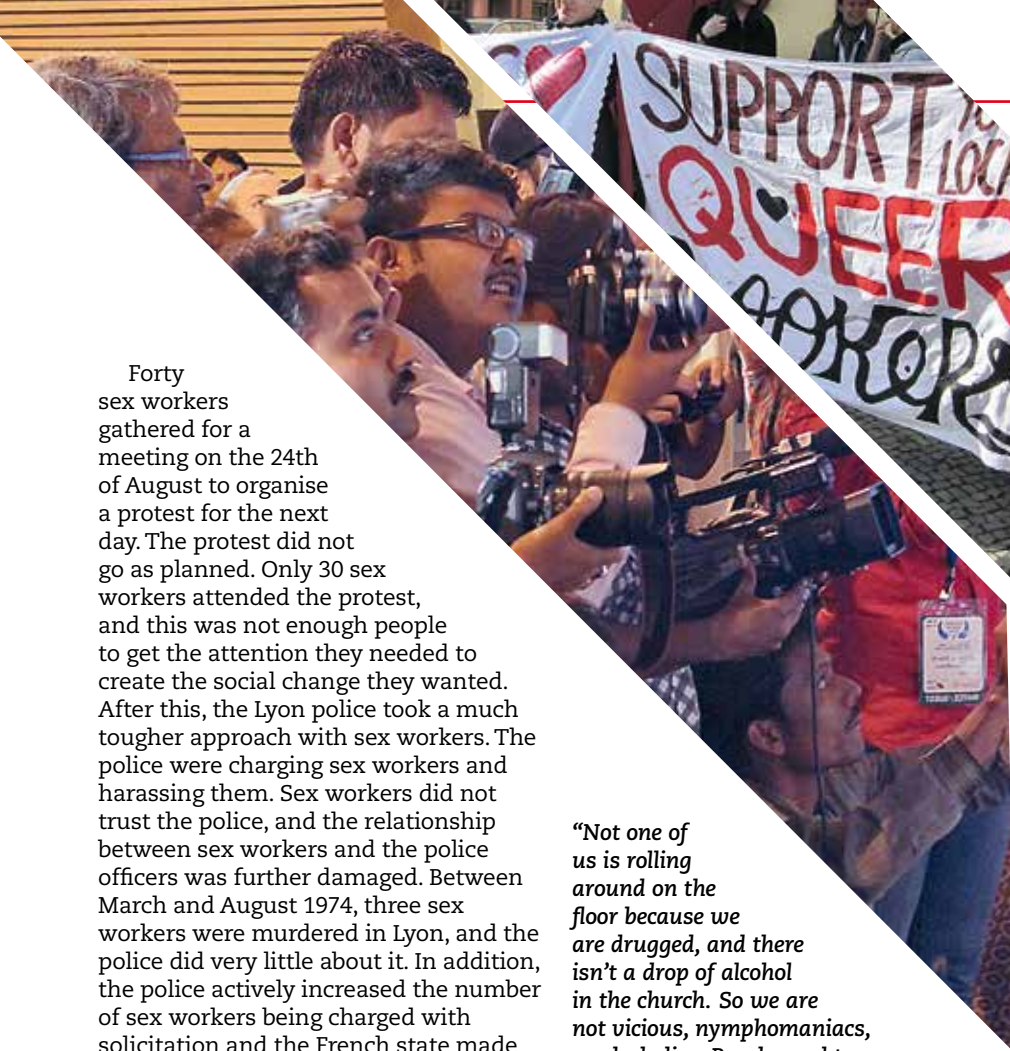 SUPPORT
QUEER
Forty
sex workers
gathered for a
meeting on the 24th
of August to organise
a protest for the next
day. The protest did not
go as planned. Only 30 sex
workers attended the protest,
and this was not enough people
to get the attention they needed to
create the social change they wanted.
After this, the Lyon police took a much
tougher approach with sex workers. The
police were charging sex workers and
harassing them. Sex workers did not
trust the police, and the relationship
between sex workers and the police
officers was further damaged. Between
March and August 1974, three sex
workers were murdered in Lyon, and the
police did very little about it. In addition,
the police actively increased the number
of sex workers being charged with
solicitation and the French state made
“Not one of
us is rolling
around on the
floor because we
are drugged, and there
isn’t a drop of alcohol
in the church. So we are
not vicious, nymphomaniacs,